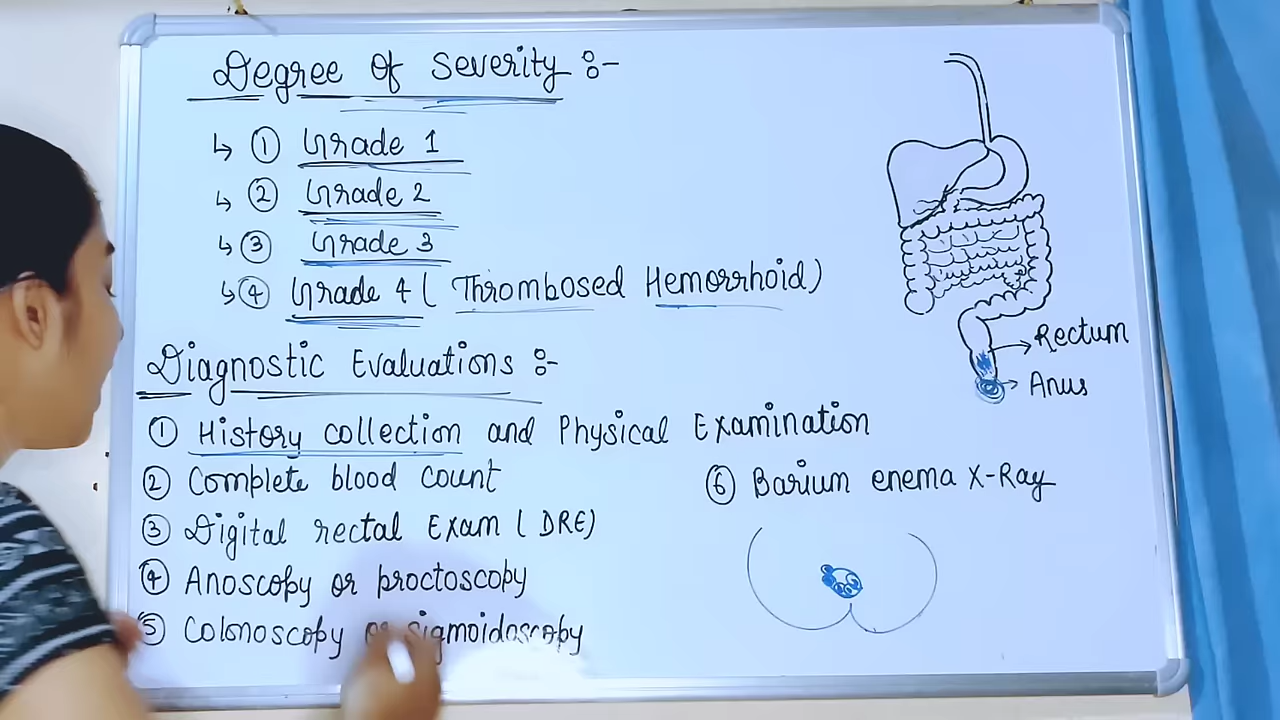 Degree of Severity :-
↳ ① Grade 1
↳ ② Grade 2
↳ ③ Grade 3
↳ ④ Grade 4 ( Thrombosed Hemorrhoid)
Diagnostic Evaluations :-
① History collection and Physical Examination
② Complete blood count
③ Digital rectal Exam ( DRE)
④ Anoscopy or proctoscopy
⑤ Colonoscopy or sigmoidoscopy
⑥ Barium enema X-Ray
Rectum
Anus